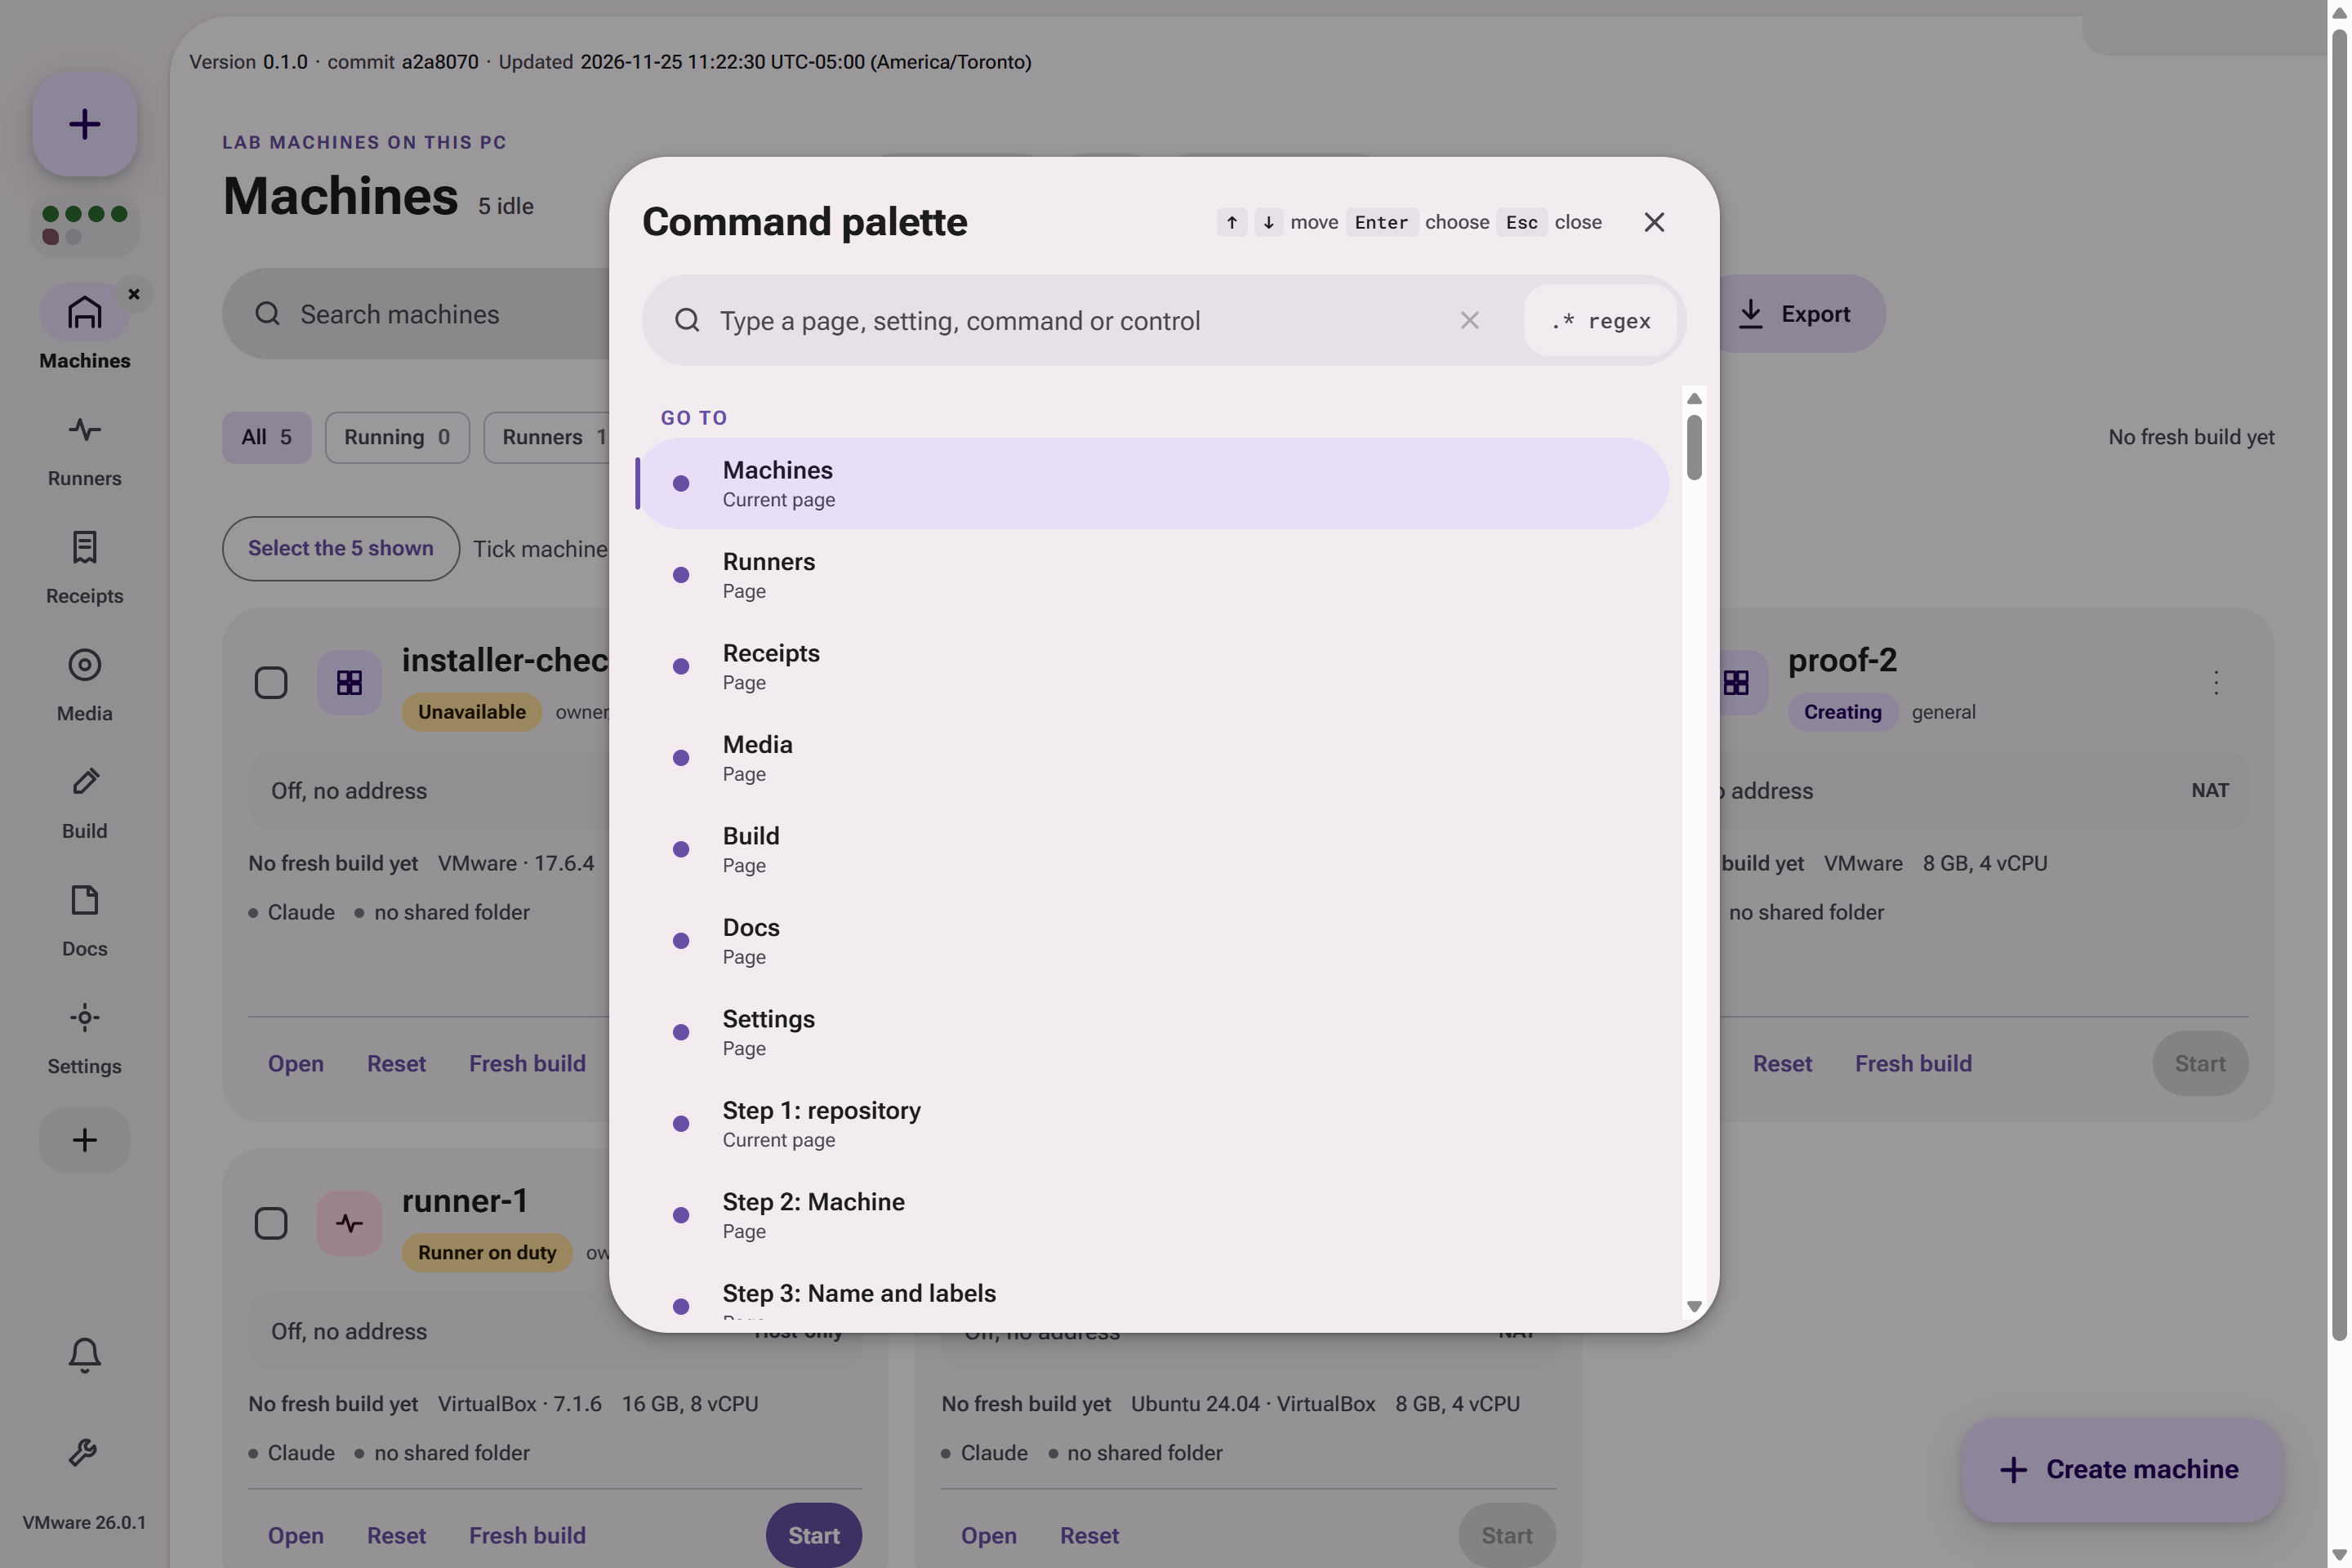 Version 0.1.0 · commit a2a8070 · Updated 2026-11-25 11:22:30 UTC-05:00 (America/Toronto)
LAB MACHINES ON THIS PC
Machines 5 idle
Search machines
Export
All 5
Running 0
Runners 1
No fresh build yet
Select the 5 shown
Tick machine
Machines
Runners
Receipts
Media
Build
Docs
Settings
VMware 26.0.1
Command palette
↑ ↓ move Enter choose Esc close
Type a page, setting, command or control
.* regex
GO TO
Machines
Current page
Runners
Page
Receipts
Page
Media
Page
Build
Page
Docs
Page
Settings
Page
Step 1: repository
Current page
Step 2: Machine
Page
Step 3: Name and labels
installer-chec
Unavailable owner
Off, no address
No fresh build yet VMware · 17.6.4
Claude no shared folder
Open Reset Fresh build
proof-2
Creating general
address NAT
build yet VMware 8 GB, 4 vCPU
no shared folder
Reset Fresh build Start
runner-1
Runner on duty
Off, no address Host-only
No fresh build yet VirtualBox · 7.1.6 16 GB, 8 vCPU
Claude no shared folder
Open Reset Fresh build Start
Off, no address NAT
No fresh build yet Ubuntu 24.04 · VirtualBox 8 GB, 4 vCPU
Claude no shared folder
Open Reset Start
Create machine